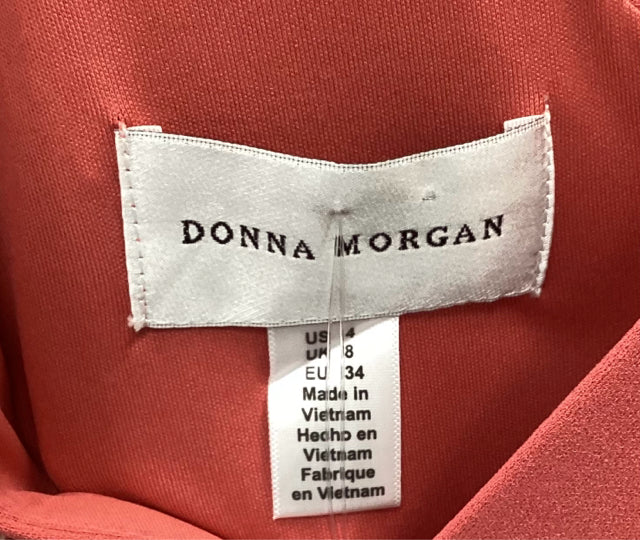 DONNA MORGAN
US 4
UK 8
EU 34
Made in
Vietnam
Hecho en
Vietnam
Fabrique
en Vietnam